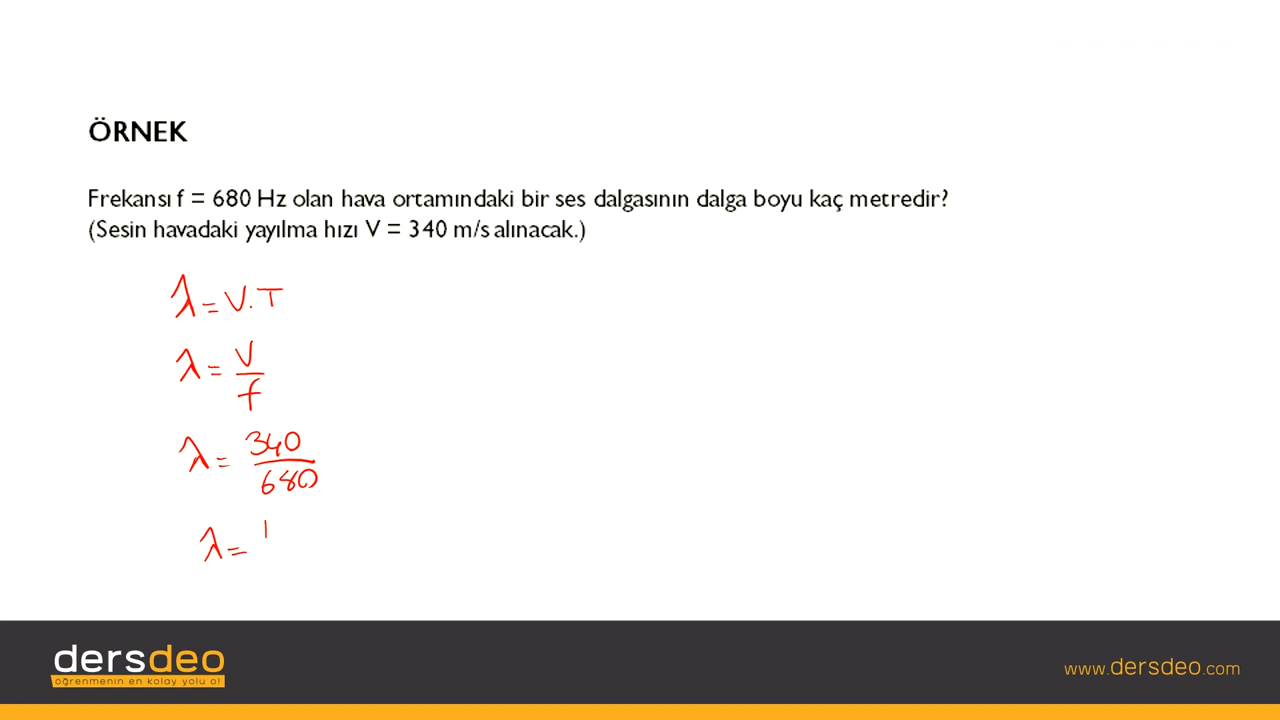 ÖRNEK
Frekansı f = 680 Hz olan hava ortamındaki bir ses dalgasının dalga boyu kaç metredir?
(Sesin havadaki yayılma hızı V = 340 m/s alınacak.)
λ = V.T
λ = V/f
λ = 340/680
λ = 1
dersdeo
öğrenmenin en kolay yolu o!
www.dersdeo.com